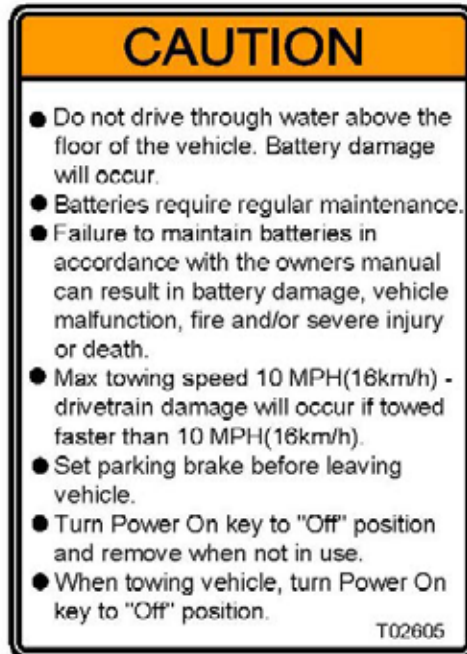 CAUTION
● Do not drive through water above the
floor of the vehicle. Battery damage
will occur.
● Batteries require regular maintenance.
● Failure to maintain batteries in
accordance with the owners manual
can result in battery damage, vehicle
malfunction, fire and/or severe injury
or death.
● Max towing speed 10 MPH(16km/h) -
drivetrain damage will occur if towed
faster than 10 MPH(16km/h).
● Set parking brake before leaving
vehicle.
● Turn Power On key to "Off" position
and remove when not in use.
● When towing vehicle, turn Power On
key to "Off" position.
T02605